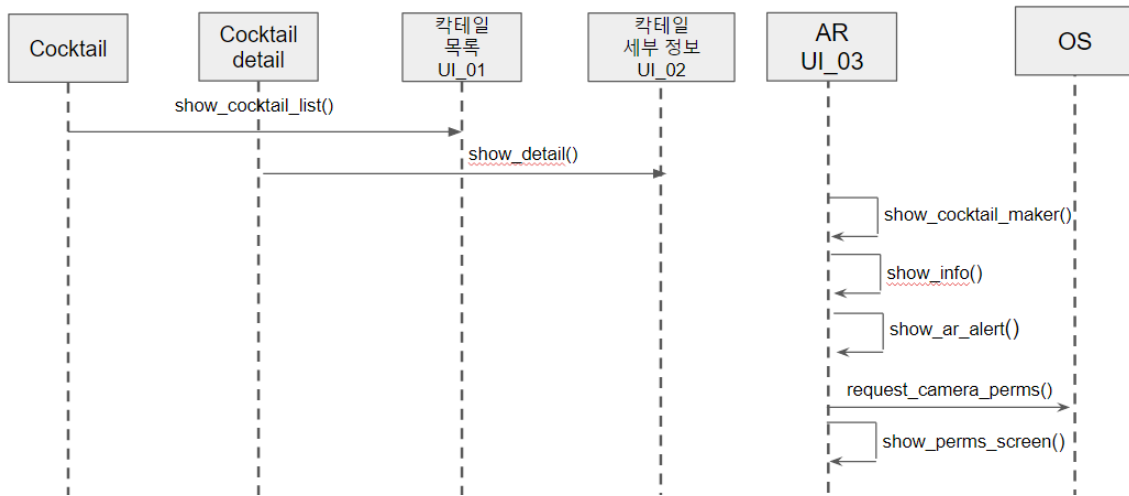 Cocktail
Cocktail
detail
칵테일
목록
UI_01
칵테일
세부 정보
UI_02
AR
UI_03
OS
show_cocktail_list()
show_detail()
show_cocktail_maker()
show_info()
show_ar_alert()
request_camera_perms()
show_perms_screen()